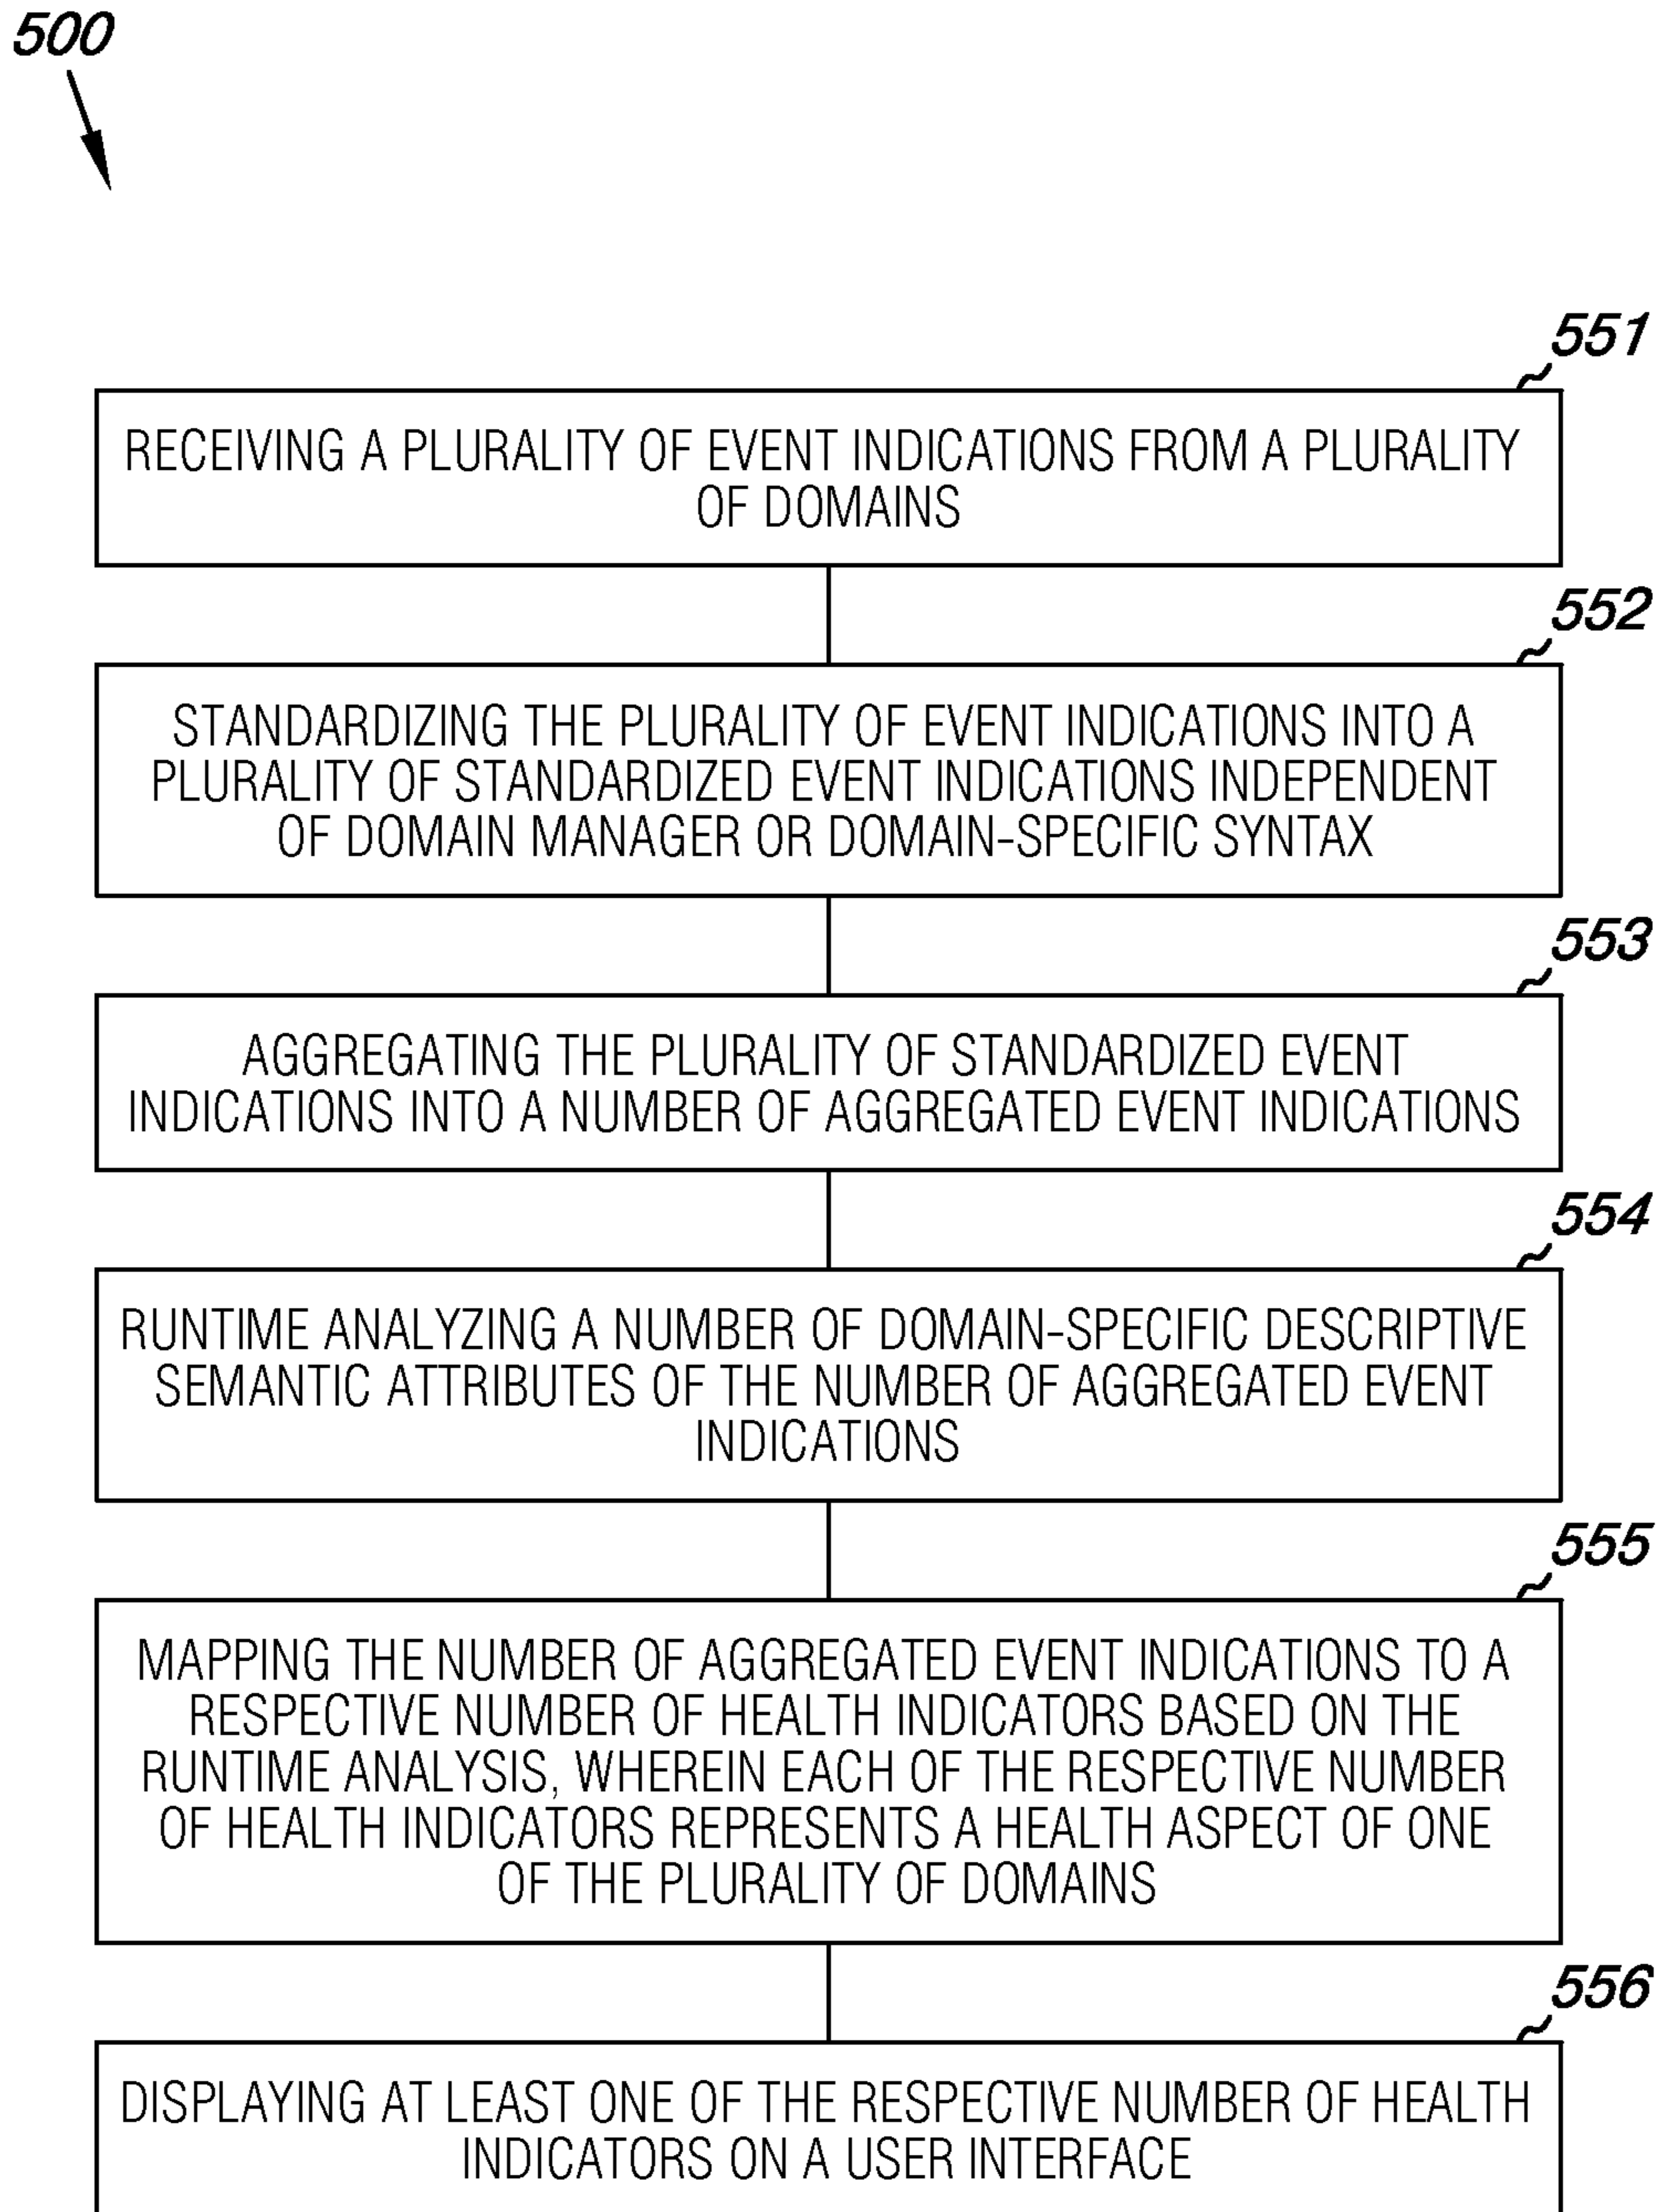 500
551
RECEIVING A PLURALITY OF EVENT INDICATIONS FROM A PLURALITY
OF DOMAINS
552
STANDARDIZING THE PLURALITY OF EVENT INDICATIONS INTO A
PLURALITY OF STANDARDIZED EVENT INDICATIONS INDEPENDENT
OF DOMAIN MANAGER OR DOMAIN-SPECIFIC SYNTAX
553
AGGREGATING THE PLURALITY OF STANDARDIZED EVENT
INDICATIONS INTO A NUMBER OF AGGREGATED EVENT INDICATIONS
554
RUNTIME ANALYZING A NUMBER OF DOMAIN-SPECIFIC DESCRIPTIVE
SEMANTIC ATTRIBUTES OF THE NUMBER OF AGGREGATED EVENT
INDICATIONS
555
MAPPING THE NUMBER OF AGGREGATED EVENT INDICATIONS TO A
RESPECTIVE NUMBER OF HEALTH INDICATORS BASED ON THE
RUNTIME ANALYSIS, WHEREIN EACH OF THE RESPECTIVE NUMBER
OF HEALTH INDICATORS REPRESENTS A HEALTH ASPECT OF ONE
OF THE PLURALITY OF DOMAINS
556
DISPLAYING AT LEAST ONE OF THE RESPECTIVE NUMBER OF HEALTH
INDICATORS ON A USER INTERFACE